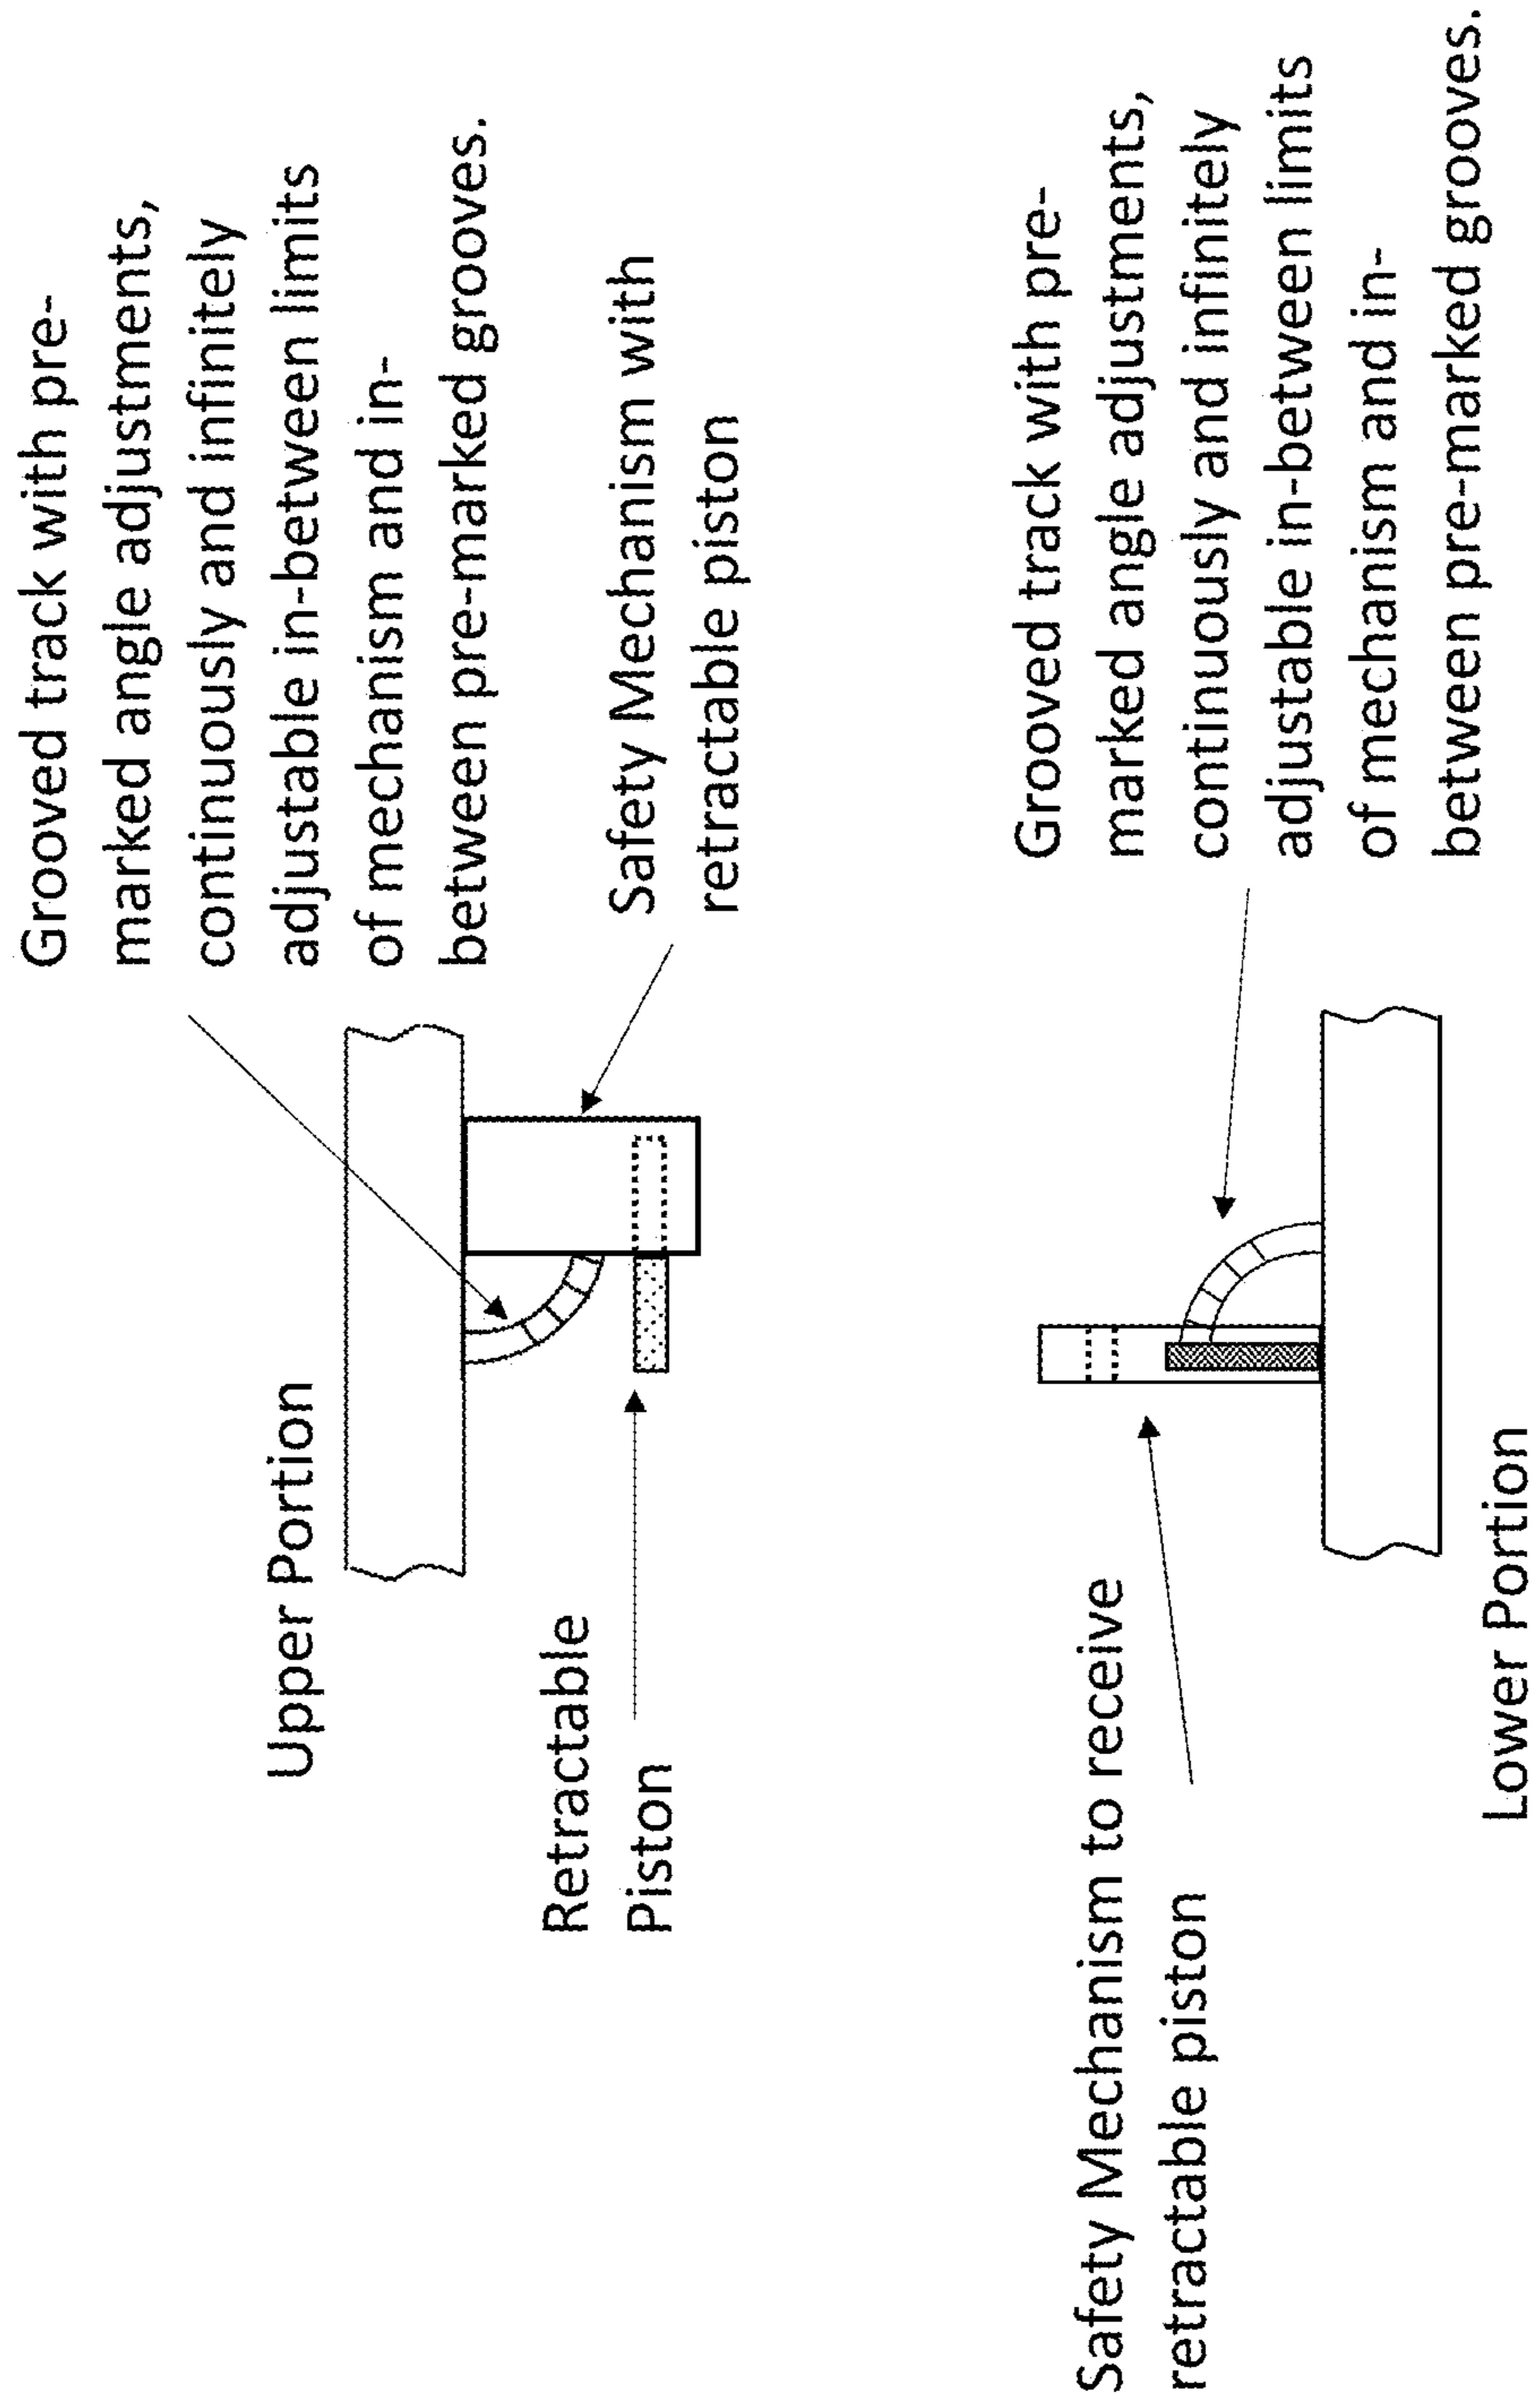 Upper Portion
Grooved track with pre-
marked angle adjustments,
continuously and infinitely
adjustable in-between limits
of mechanism and in-
between pre-marked grooves.
Retractable
Piston
Safety Mechanism with
retractable piston
Safety Mechanism to receive
retractable piston
Grooved track with pre-
marked angle adjustments,
continuously and infinitely
adjustable in-between limits
of mechanism and in-
between pre-marked grooves.
Lower Portion